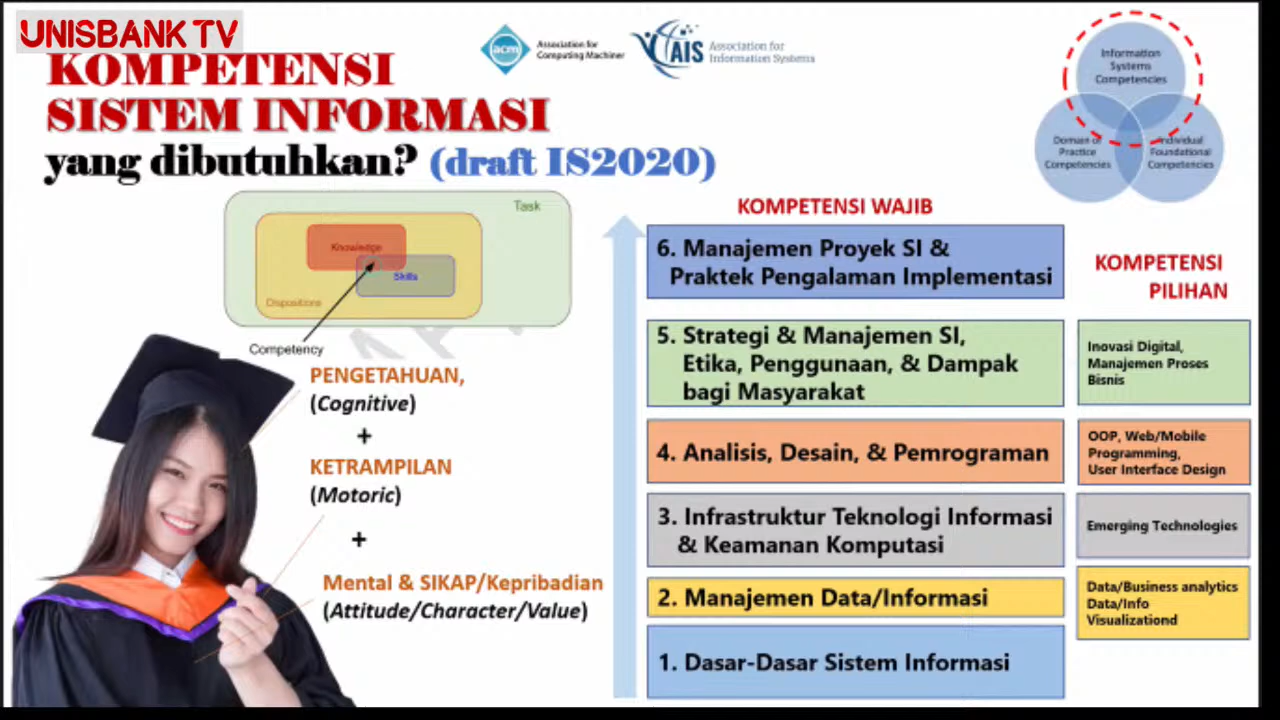 UNISBANK TV
KOMPETENSI
SISTEM INFORMASI
yang dibutuhkan? (draft IS2020)
acm
Association for
Computing Machiner
AIS
Association for
Information Systems
Information
Systems
Competencies
Domain of
Practice
Competencies
Individual
Foundational
Competencies
Task
Knowledge
Skills
Dispositions
Competency
PENGETAHUAN,
(Cognitive)
+
KETRAMPILAN
(Motoric)
+
Mental & SIKAP/Kepribadian
(Attitude/Character/Value)
KOMPETENSI WAJIB
6. Manajemen Proyek SI &
Praktek Pengalaman Implementasi
5. Strategi & Manajemen SI,
Etika, Penggunaan, & Dampak
bagi Masyarakat
4. Analisis, Desain, & Pemrograman
3. Infrastruktur Teknologi Informasi
& Keamanan Komputasi
2. Manajemen Data/Informasi
1. Dasar-Dasar Sistem Informasi
KOMPETENSI
PILIHAN
Inovasi Digital,
Manajemen Proses
Bisnis
OOP, Web/Mobile
Programming,
User Interface Design
Emerging Technologies
Data/Business analytics
Data/Info
Visualizationd